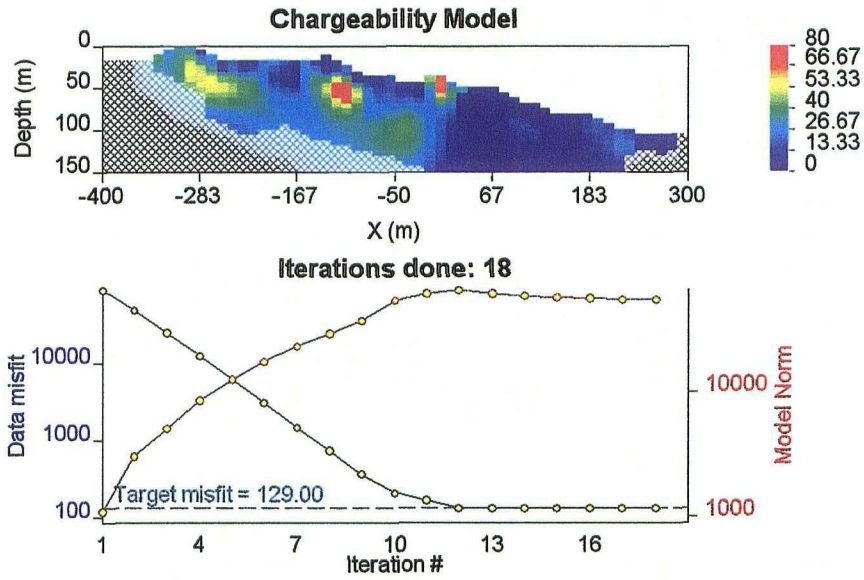 Chargeability Model
Depth (m)
0
50
100
150
-400 -283 -167 -50 67 183 300
X (m)
80
66.67
53.33
40
26.67
13.33
0
Iterations done: 18
Data misfit
10000
1000
100
Target misfit = 129.00
10000
1000
Model Norm
1 4 7 10 13 16
Iteration #